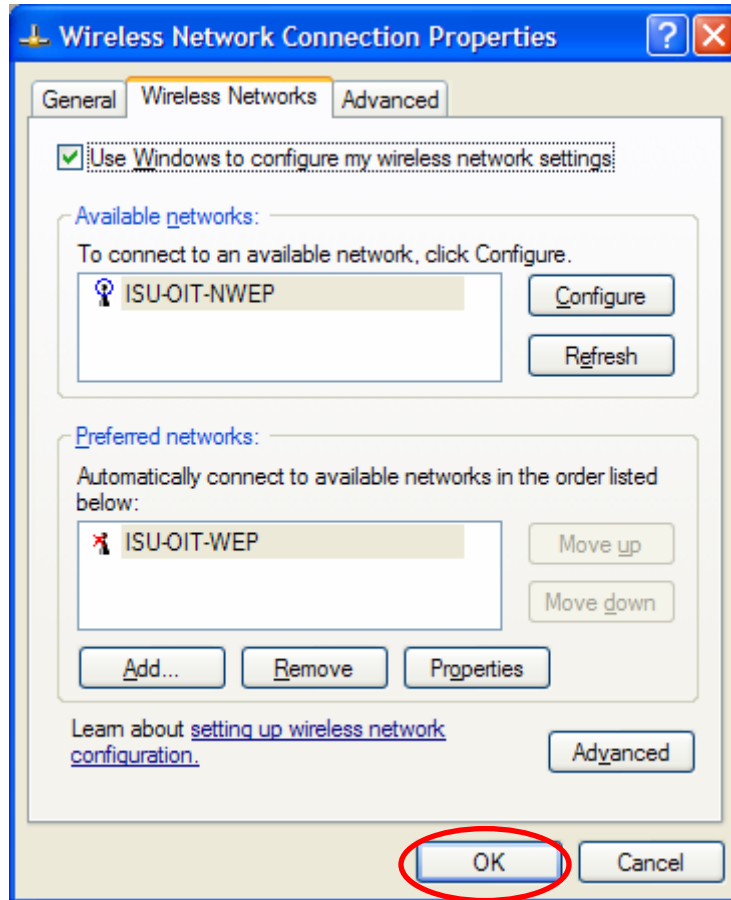 Wireless Network Connection Properties
General Wireless Networks Advanced
Use Windows to configure my wireless network settings
Available networks:
To connect to an available network, click Configure.
ISU-OIT-NWEP
Configure
Refresh
Preferred networks:
Automatically connect to available networks in the order listed
below:
ISU-OIT-WEP
Move up
Move down
Add... Remove Properties
Learn about setting up wireless network
configuration.
Advanced
OK Cancel